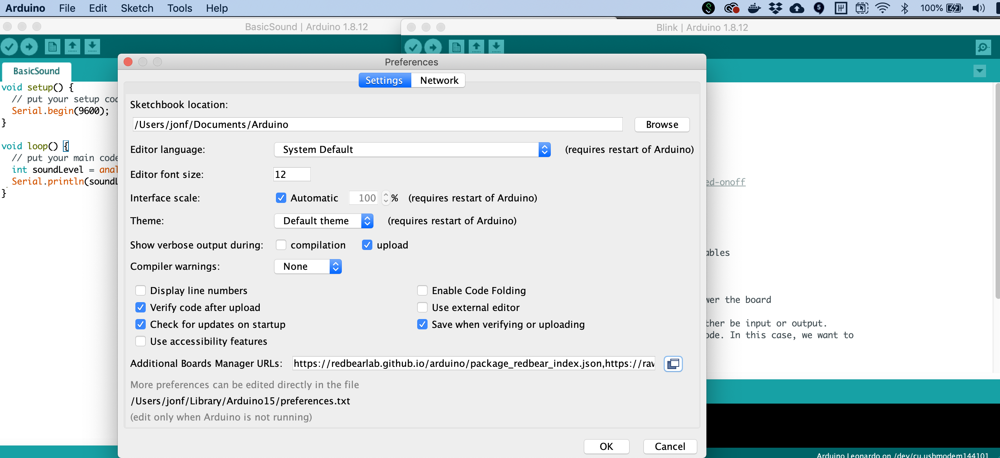 Arduino File Edit Sketch Tools Help 5 100%
BasicSound | Arduino 1.8.12
Blink | Arduino 1.8.12
BasicSound
void setup() {
// put your setup
Serial.begin(9600);
}
void loop() {
// put your main code
int soundLevel =
Serial.println(
}
Preferences
Settings Network
Sketchbook location:
/Users/jonf/Documents/Arduino Browse
Editor language: System Default (requires restart of Arduino)
Editor font size: 12
Interface scale: Automatic 100 % (requires restart of Arduino)
Theme: Default theme (requires restart of Arduino)
Show verbose output during: compilation upload
Compiler warnings: None
Display line numbers Enable Code Folding
Verify code after upload Use external editor
Check for updates on startup Save when verifying or uploading
Use accessibility features
Additional Boards Manager URLs: https://redbearlab.github.io/arduino/package_redbear_index.json,https://
More preferences can be edited directly in the file
/Users/jonf/Library/Arduino15/preferences.txt
(edit only when Arduino is not running)
OK Cancel
ed-onoff
ables
wer the board
ther be input or output.
ode. In this case, we want to
Arduino Leonardo on /dev/cu.usbmodem144101